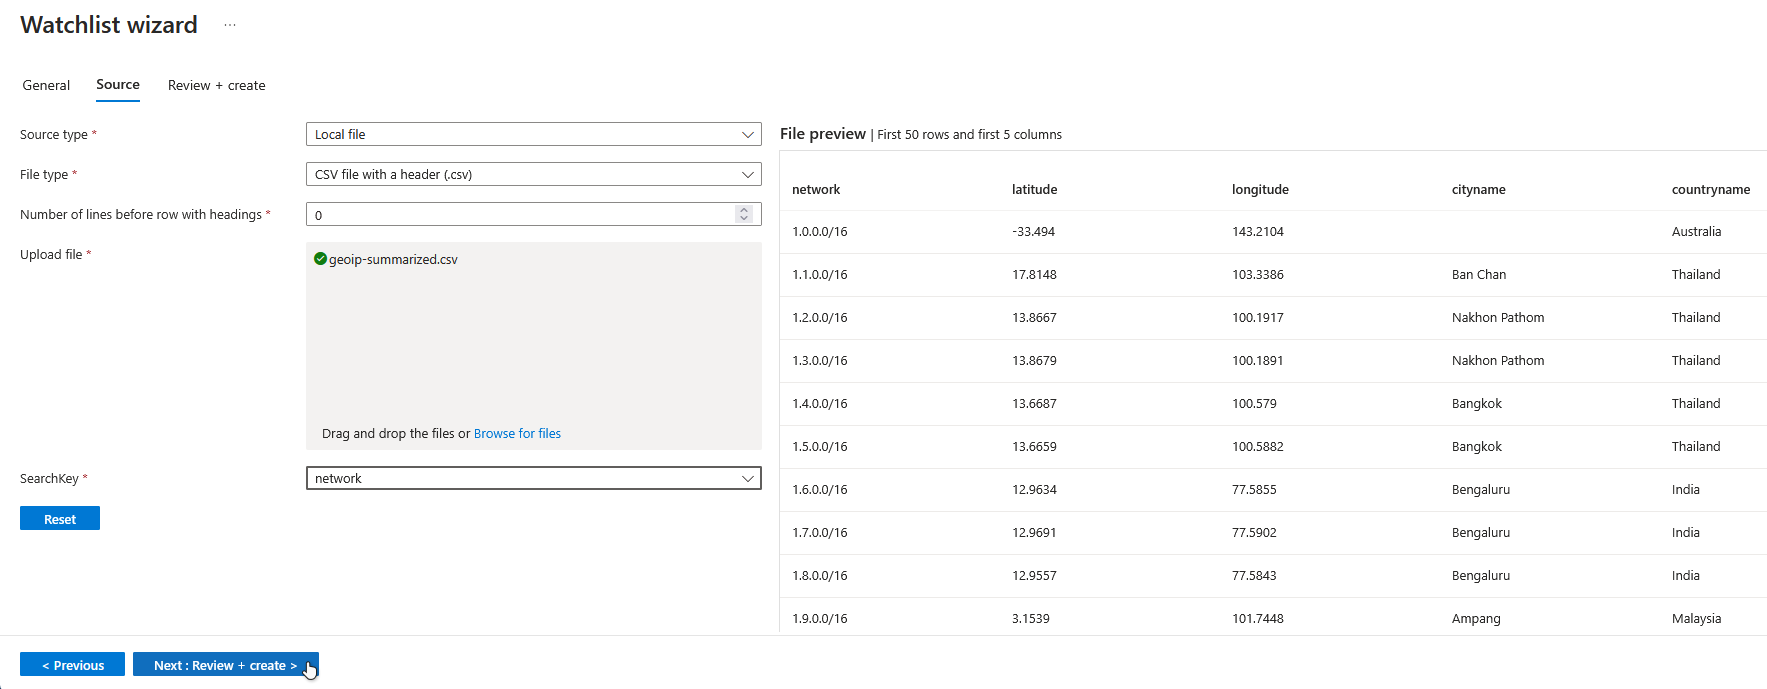 Watchlist wizard ...
General Source Review + create
Source type * Local file
File type * CSV file with a header (.csv)
Number of lines before row with headings * 0
Upload file * geoip-summarized.csv
Drag and drop the files or Browse for files
SearchKey * network
Reset
File preview | First 50 rows and first 5 columns
network latitude longitude cityname countryname
1.0.0.0/16 -33.494 143.2104 Australia
1.1.0.0/16 17.8148 103.3386 Ban Chan Thailand
1.2.0.0/16 13.8667 100.1917 Nakhon Pathom Thailand
1.3.0.0/16 13.8679 100.1891 Nakhon Pathom Thailand
1.4.0.0/16 13.6687 100.579 Bangkok Thailand
1.5.0.0/16 13.6659 100.5882 Bangkok Thailand
1.6.0.0/16 12.9634 77.5855 Bengaluru India
1.7.0.0/16 12.9691 77.5902 Bengaluru India
1.8.0.0/16 12.9557 77.5843 Bengaluru India
1.9.0.0/16 3.1539 101.7448 Ampang Malaysia
< Previous Next : Review + create >